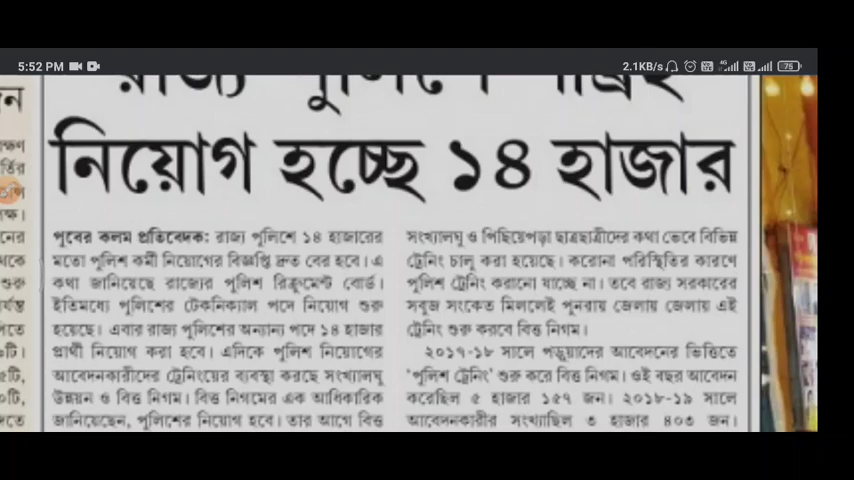 5:52 PM
2.1KB/s
4G
75
রাজ্য পুলিশে শীঘ্রই
নিয়োগ হচ্ছে ১৪ হাজার
পুবের কলম প্রতিবেদক: রাজ্য পুলিশে ১৪ হাজারের
মতো পুলিশ কর্মী নিয়োগের বিজ্ঞপ্তি দ্রুত বের হবে। এ
কথা জানিয়েছে রাজ্যের পুলিশ রিক্রুমেন্ট বোর্ড।
ইতিমধ্যে পুলিশের টেকনিক্যাল পদে নিয়োগ শুরু
হয়েছে। এবার রাজ্য পুলিশের অন্যান্য পদে ১৪ হাজার
প্রার্থী নিয়োগ করা হবে। এদিকে পুলিশ নিয়োগের
আবেদনকারীদের ট্রেনিংয়ের ব্যবস্থা করছে সংখ্যালঘু
উন্নয়ন ও বিত্ত নিগম। বিত্ত নিগমের এক আধিকারিক
জানিয়েছেন, পুলিশের নিয়োগ হবে। তার আগে বিত্ত
সংখ্যালঘু ও পিছিয়েপড়া ছাত্রছাত্রীদের কথা ভেবে বিভিন্ন
ট্রেনিং চালু করা হয়েছে। করোনা পরিস্থিতির কারণে
পুলিশ ট্রেনিং করানো যাচ্ছে না। তবে রাজ্য সরকারের
সবুজ সংকেত মিললেই পুনরায় জেলায় জেলায় এই
ট্রেনিং শুরু করবে বিত্ত নিগম।
২০১৭-১৮ সালে পড়ুয়াদের আবেদনের ভিত্তিতে
'পুলিশ ট্রেনিং' শুরু করে বিত্ত নিগম। ওই বছর আবেদন
করেছিল ৫ হাজার ১৫৭ জন। ২০১৮-১৯ সালে
আবেদনকারীর সংখ্যাছিল ৩ হাজার ৪০৩ জন।